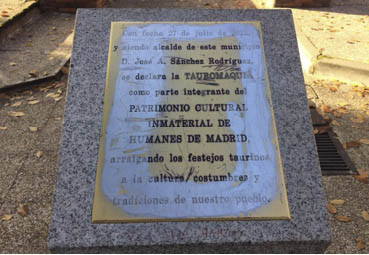 Con fecha 27 de julio de
y siendo alcalde de este municipio
D. José A. Sánchez Rodríguez,
se declara la TAUROMAQUIA
como parte integrante del
PATRIMONIO CULTURAL
INMATERIAL DE
HUMANES DE MADRID,
arraigando los festejos taurinos
a la cultura, costumbres y
tradiciones de nuestro pueblo.